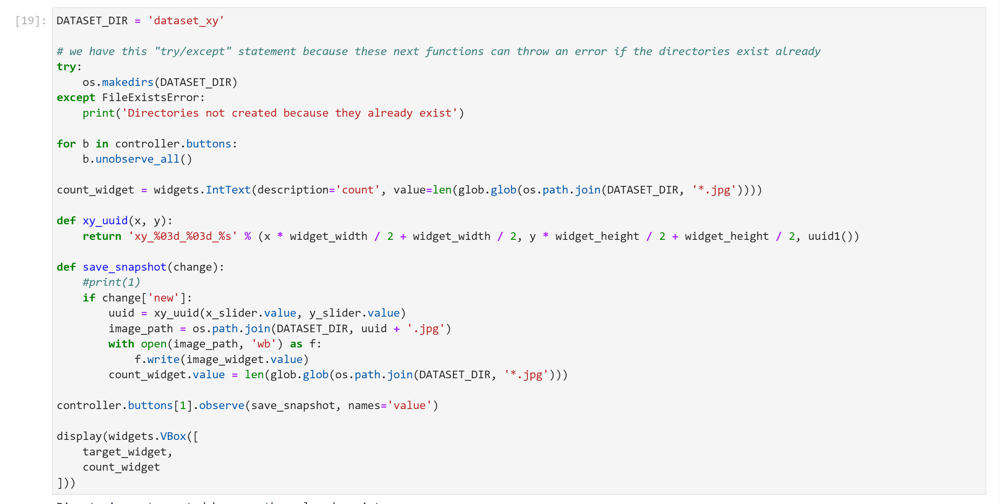 [19]: DATASET_DIR = 'dataset_xy'
# we have this "try/except" statement because these next functions can throw an error if the directories exist already
try:
    os.makedirs(DATASET_DIR)
except FileExistsError:
    print('Directories not created because they already exist')
for b in controller.buttons:
    b.unobserve_all()
count_widget = widgets.IntText(description='count', value=len(glob.glob(os.path.join(DATASET_DIR, '*.jpg'))))
def xy_uuid(x, y):
    return 'xy_%03d_%03d_%s' % (x * widget_width / 2 + widget_width / 2, y * widget_height / 2 + widget_height / 2, uuid1())
def save_snapshot(change):
    #print(1)
    if change['new']:
        uuid = xy_uuid(x_slider.value, y_slider.value)
        image_path = os.path.join(DATASET_DIR, uuid + '.jpg')
        with open(image_path, 'wb') as f:
            f.write(image_widget.value)
        count_widget.value = len(glob.glob(os.path.join(DATASET_DIR, '*.jpg')))
controller.buttons[1].observe(save_snapshot, names='value')
display(widgets.VBox([
    target_widget,
    count_widget
]))